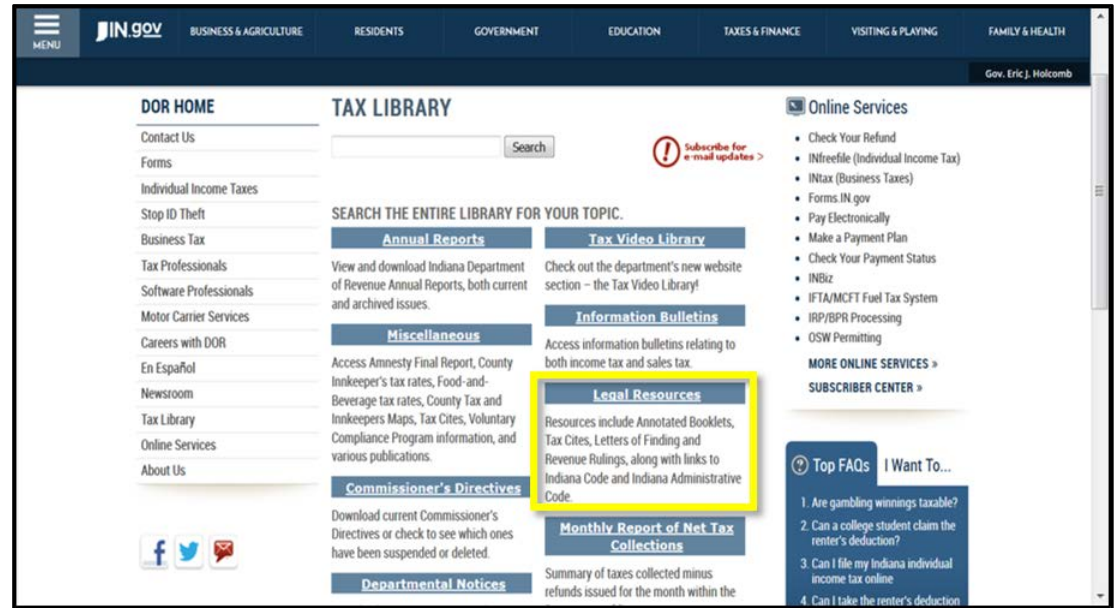 MENU
IN.gov
BUSINESS & AGRICULTURE
RESIDENTS
GOVERNMENT
EDUCATION
TAXES & FINANCE
VISITING & PLAYING
FAMILY & HEALTH
Gov. Eric J. Holcomb
DOR HOME
Contact Us
Forms
Individual Income Taxes
Stop ID Theft
Business Tax
Tax Professionals
Software Professionals
Motor Carrier Services
Careers with DOR
En Español
Newsroom
Tax Library
Online Services
About Us
TAX LIBRARY
Search
Subscribe for
e-mail updates >
SEARCH THE ENTIRE LIBRARY FOR YOUR TOPIC.
Annual Reports
View and download Indiana Department
of Revenue Annual Reports, both current
and archived issues.
Miscellaneous
Access Amnesty Final Report, County
Innkeeper's tax rates, Food-and-
Beverage tax rates, County Tax and
Innkeepers Maps, Tax Cites, Voluntary
Compliance Program information, and
various publications.
Commissioner's Directives
Download current Commissioner's
Directives or check to see which ones
have been suspended or deleted.
Departmental Notices
Tax Video Library
Check out the department's new website
section – the Tax Video Library!
Information Bulletins
Access information bulletins relating to
both income tax and sales tax.
Legal Resources
Resources include Annotated Booklets,
Tax Cites, Letters of Finding and
Revenue Rulings, along with links to
Indiana Code and Indiana Administrative
Code.
Monthly Report of Net Tax
Collections
Summary of taxes collected minus
refunds issued for the month within the
Online Services
• Check Your Refund
• INfreefile (Individual Income Tax)
• INtax (Business Taxes)
• Forms.IN.gov
• Pay Electronically
• Make a Payment Plan
• Check Your Payment Status
• INBiz
• IFTA/MCFT Fuel Tax System
• IRP/BPR Processing
• OSW Permitting
MORE ONLINE SERVICES »
SUBSCRIBER CENTER »
Top FAQs
I Want To...
1. Are gambling winnings taxable?
2. Can a college student claim the
renter's deduction?
3. Can I file my Indiana individual
income tax online
4. Can I take the renter's deduction